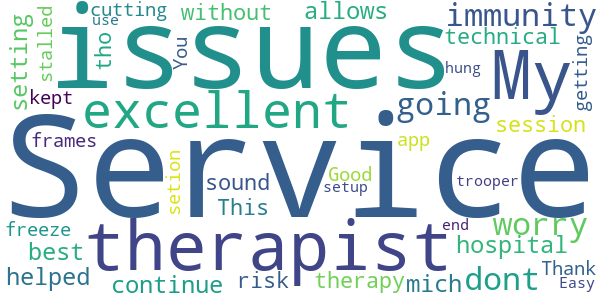 cutting without allows immunity
use
tho You technical
setting stalled issues My getting
hung
kept excellent going session
Service
frames setion sound Good app trooper
setup
This
freeze therapist end worry
best hospital
helped continue risk therapy mich dont Thank
Easy